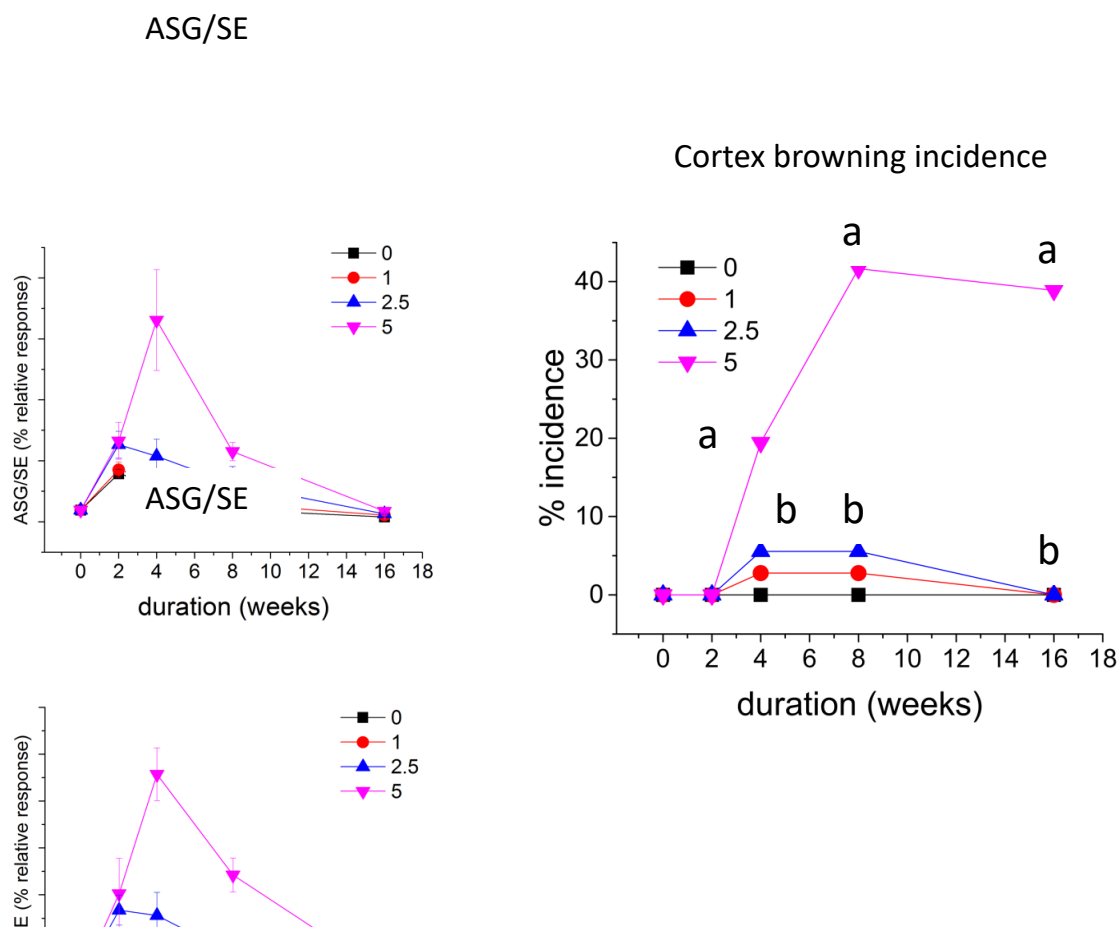 ASG/SE
Cortex browning incidence
0
1
2.5
5
ASG/SE (% relative response)
ASG/SE
0 2 4 6 8 10 12 14 16 18
duration (weeks)
a
a
a
b
b
b
0
1
2.5
5
40
30
20
10
0
% incidence
0 2 4 6 8 10 12 14 16 18
duration (weeks)
0
1
2.5
5
E (% relative response)